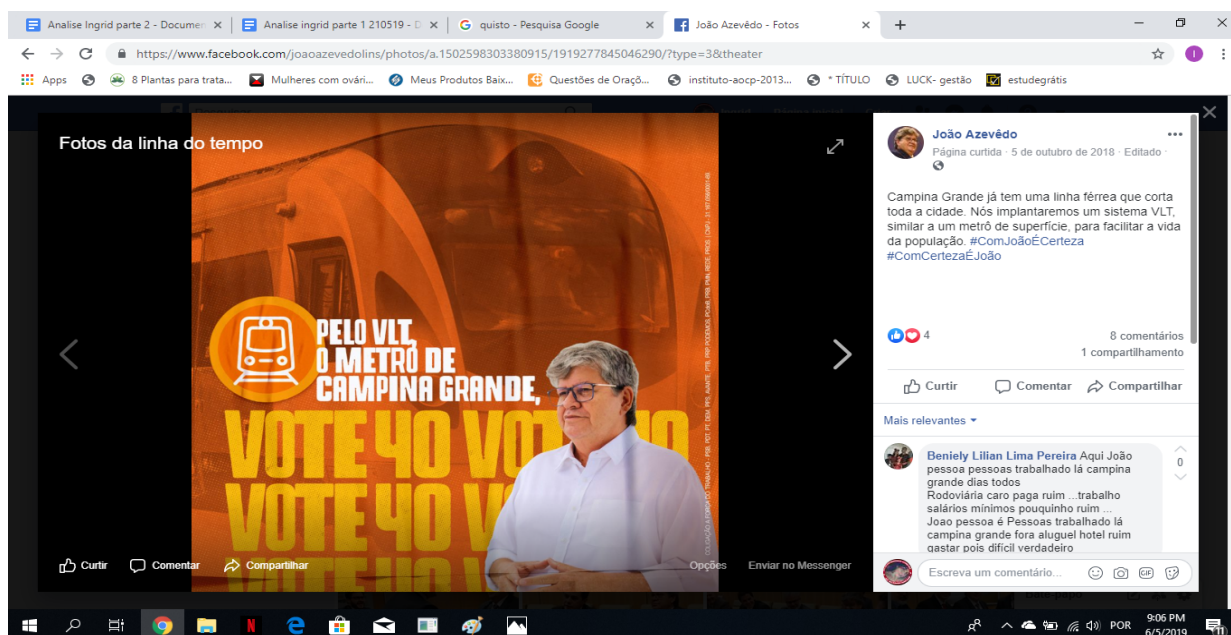 Analise Ingrid parte 2 - Documen
Analise ingrid parte 1 210519 - D
quisto - Pesquisa Google
João Azevêdo - Fotos
https://www.facebook.com/joaoazevedolins/photos/a.1502598303380915/1919277845046290/?type=3&theater
Apps
8 Plantas para trata...
Mulheres com ovári...
Meus Produtos Baix...
Questões de Oraçõ...
instituto-aocp-2013...
* TÍTULO
LUCK- gestão
estudegrátis
Fotos da linha do tempo
PELO VLT,
O METRÔ DE
CAMPINA GRANDE,
VOTE 40 VOTE 40
VOTE 40 V
VOTE 40 V
Curtir
Comentar
Compartilhar
Opções
Enviar no Messenger
João Azevêdo
Página curtida · 5 de outubro de 2018 · Editado ·
Campina Grande já tem uma linha férrea que corta
toda a cidade. Nós implantaremos um sistema VLT,
similar a um metrô de superfície, para facilitar a vida
da população. #ComJoãoÉCerteza
#ComCertezaÉJoão
4
8 comentários
1 compartilhamento
Curtir
Comentar
Compartilhar
Mais relevantes
Beniely Lilian Lima Pereira Aqui João
pessoa pessoas trabalhado lá campina
grande dias todos
Rodoviária caro paga ruim ...trabalho
salários mínimos pouquinho ruim ...
Joao pessoa é Pessoas trabalhado lá
campina grande fora aluguel hotel ruim
gastar pois difícil verdadeiro
0
Escreva um comentário...
GIF
POR
9:06 PM
6/5/2019